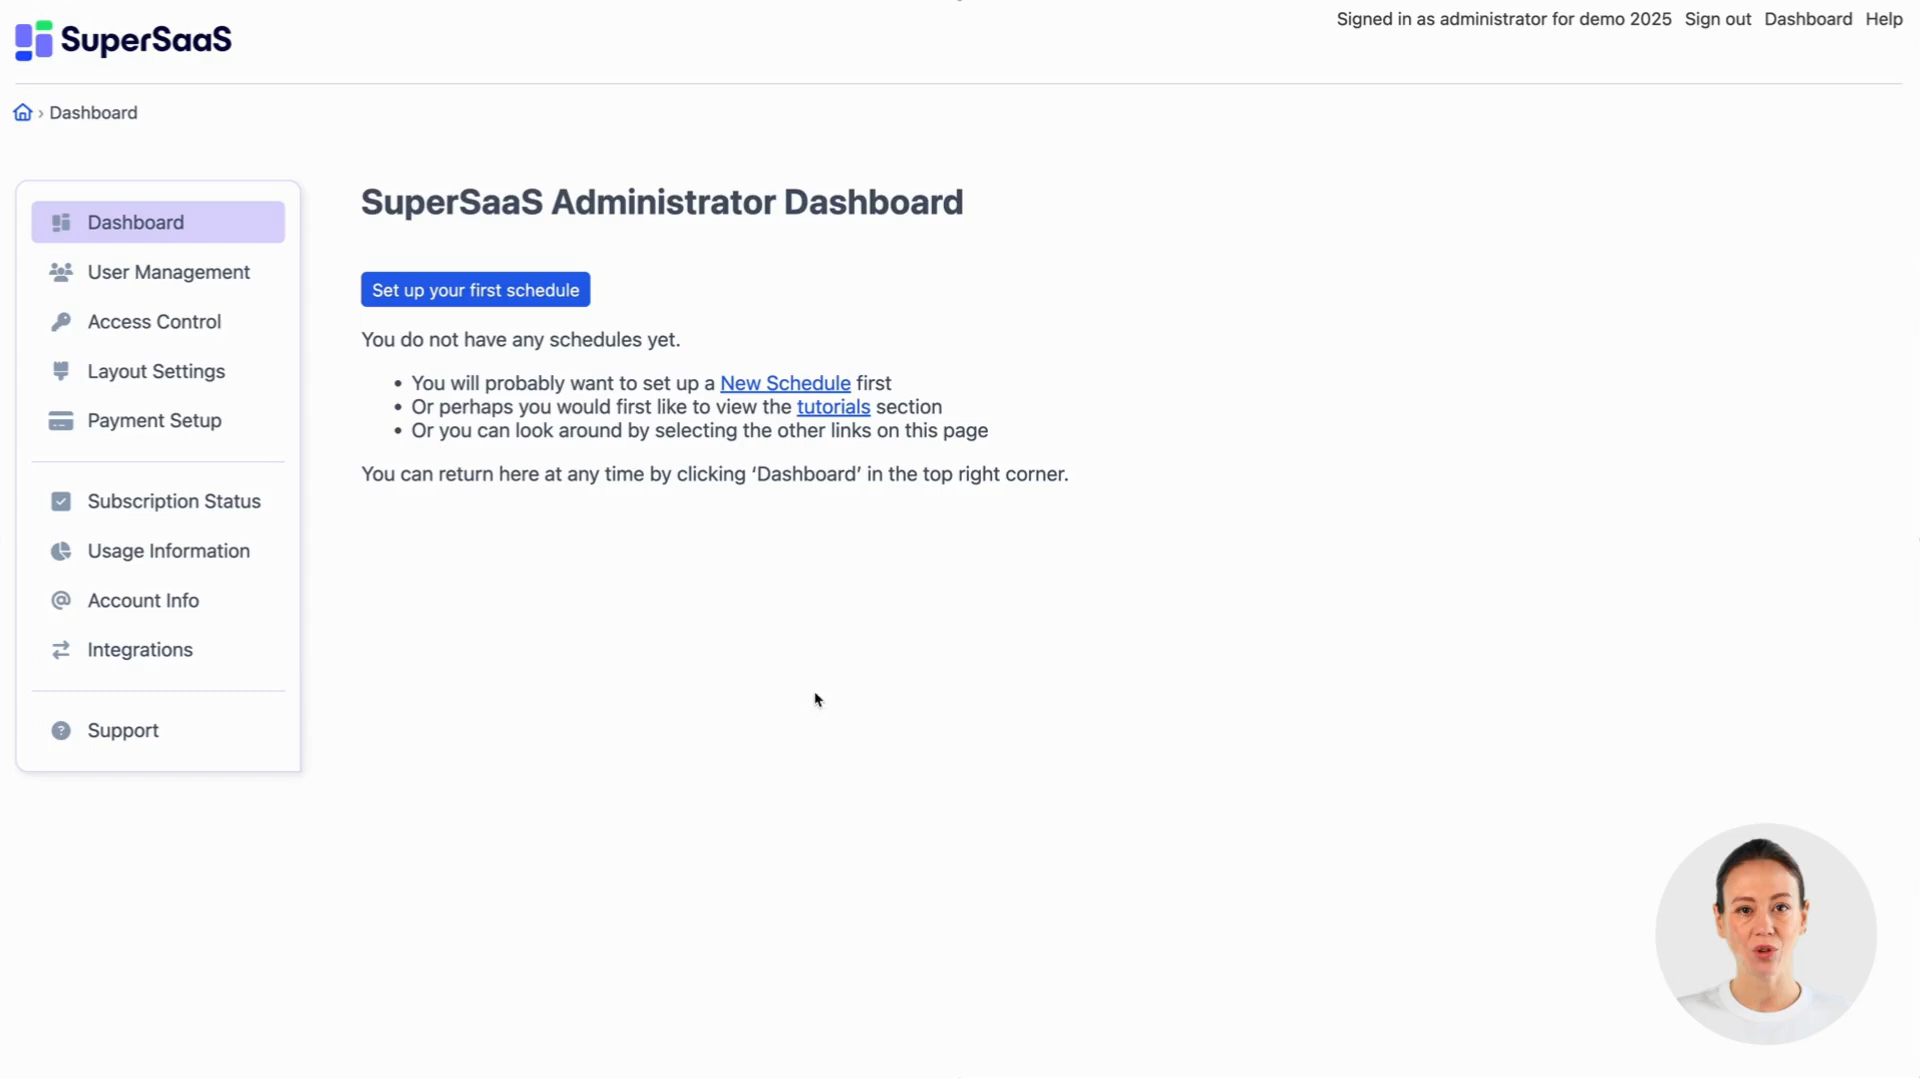 SuperSaaS
Signed in as administrator for demo 2025 Sign out Dashboard Help
› Dashboard
Dashboard
User Management
Access Control
Layout Settings
Payment Setup
Subscription Status
Usage Information
Account Info
Integrations
Support
SuperSaaS Administrator Dashboard
Set up your first schedule
You do not have any schedules yet.
• You will probably want to set up a New Schedule first
• Or perhaps you would first like to view the tutorials section
• Or you can look around by selecting the other links on this page
You can return here at any time by clicking ‘Dashboard’ in the top right corner.